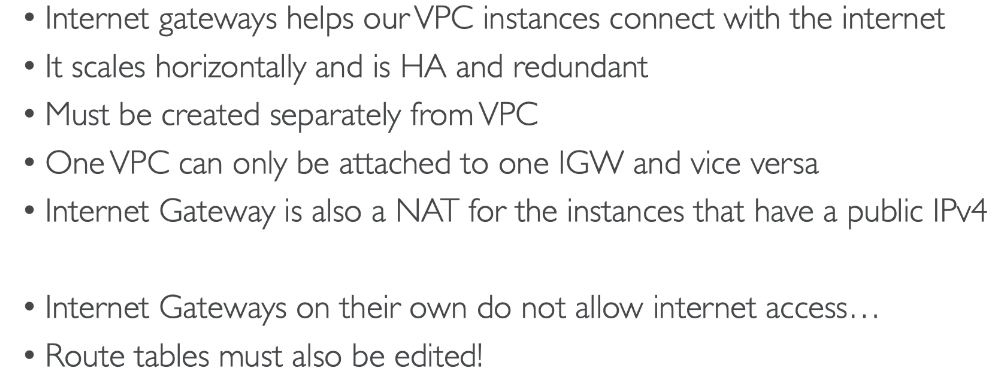 • Internet gateways helps our VPC instances connect with the internet
• It scales horizontally and is HA and redundant
• Must be created separately from VPC
• One VPC can only be attached to one IGW and vice versa
• Internet Gateway is also a NAT for the instances that have a public IPv4
• Internet Gateways on their own do not allow internet access…
• Route tables must also be edited!